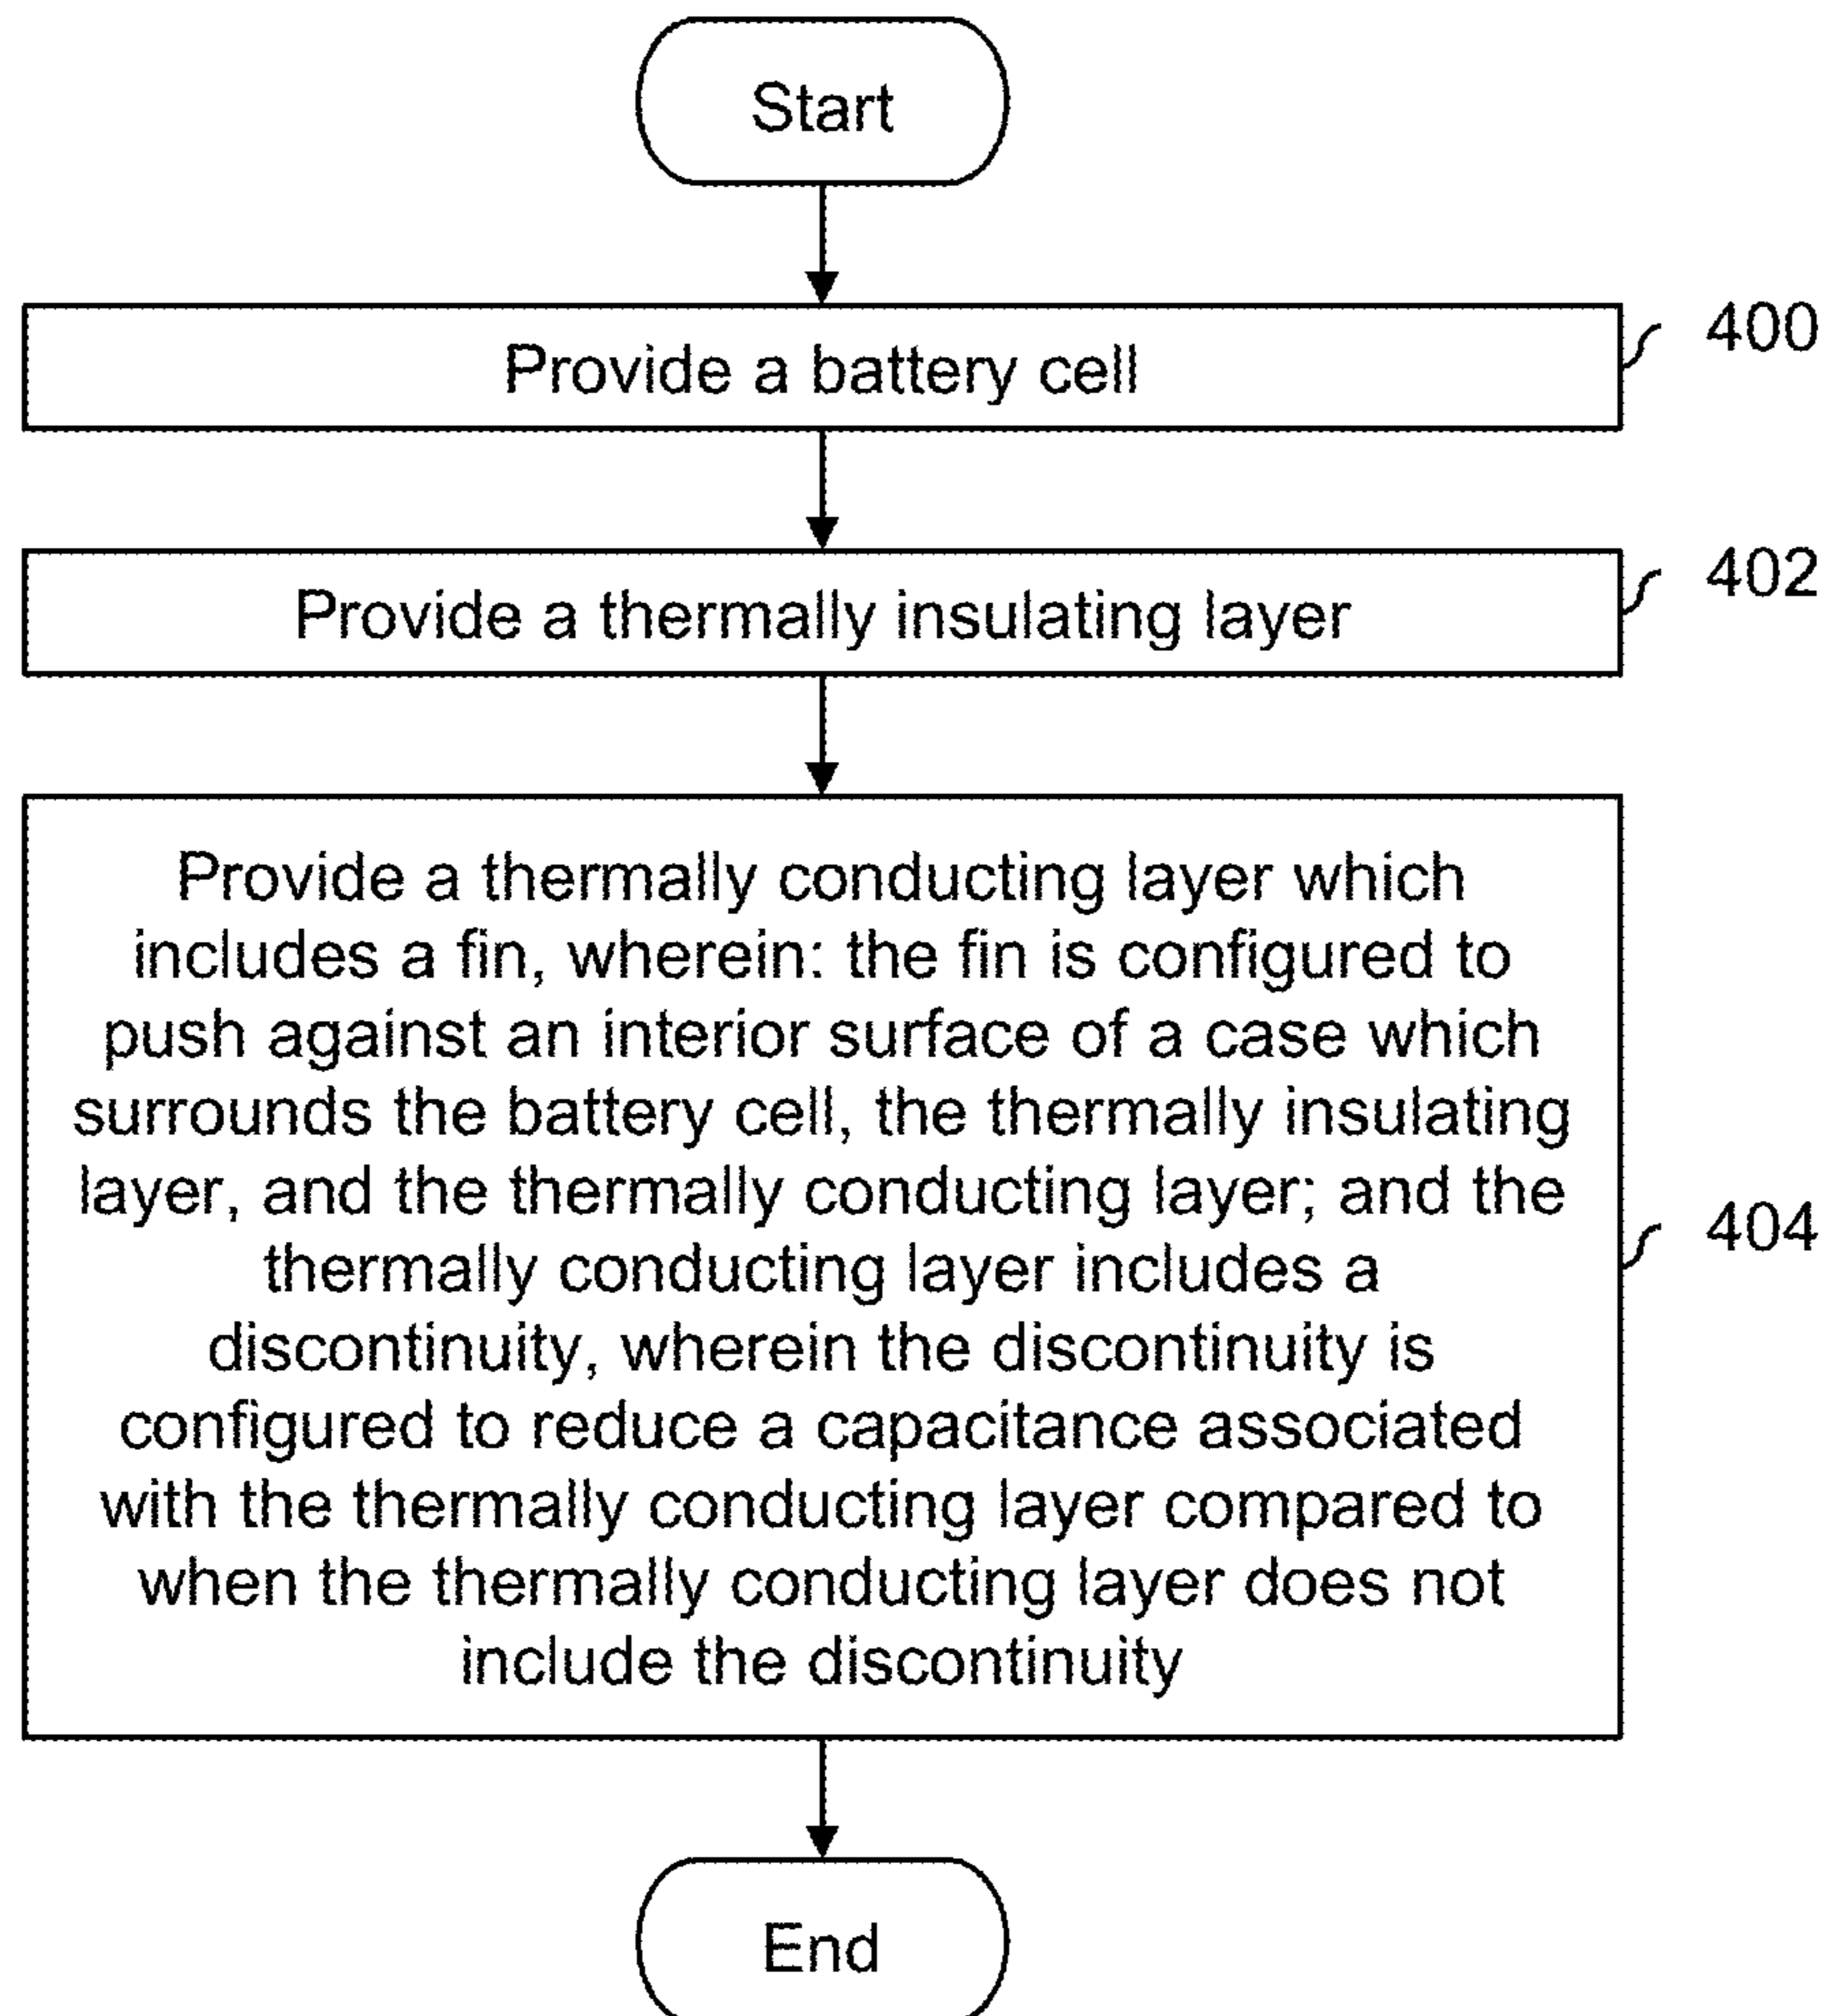 Start
Provide a battery cell
400
Provide a thermally insulating layer
402
Provide a thermally conducting layer which
includes a fin, wherein: the fin is configured to
push against an interior surface of a case which
surrounds the battery cell, the thermally insulating
layer, and the thermally conducting layer; and the
thermally conducting layer includes a
discontinuity, wherein the discontinuity is
configured to reduce a capacitance associated
with the thermally conducting layer compared to
when the thermally conducting layer does not
include the discontinuity
404
End